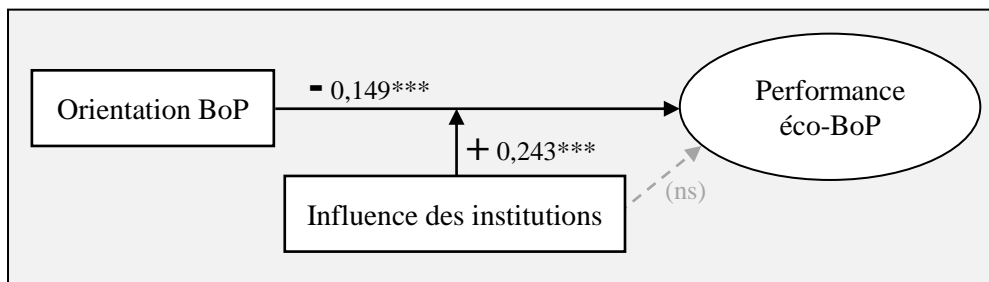 - 0,149***
Orientation BoP
Performance
éco-BoP
+ 0,243***
(ns)
Influence des institutions